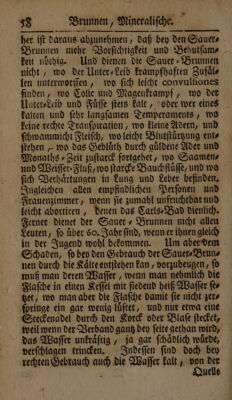 58 Brunnen, Mineralische.
her ist daraus abzunehmen, daß bey den Sauer-
Brunnen mehr Vorsichtigkeit und Behutsam-
keit nöthig. Und dienen die Sauer-Brunnen
nicht, wo der Unter-Leib krampfhafften Zufäl-
len unterworffen, wo sich leicht convulsiones
finden, wo Colic und Magenkrampf, wo der
Unter-Leib und Füsse stets kalt, oder wer eines
kalten und sehr langsamen Temperaments, wo
keine rechte Transpiration, wo kleine Adern, und
schwammicht Fleisch, wo leicht Blutstürtzung ent-
stehen, wo das Geblüth durch güldene Ader und
Monaths-Zeit zustarck fortgehet, wo Saamen-
und Weisser-Fluß, wo starcke Bauchflüsse, und wo
sich Verhärtungen in Lung und Leber befinden.
Ingleichen allen empfindlichen Personen und
Frauenzimmer, wenn sie zumahl unfruchtbar und
leicht abortiren, denen das Carls-Bad dienlich.
Ferner dienet der Sauer-Brunnen nicht allen
Leuten, so über 60. Jahr sind, wenn er ihnen gleich
in der Jugend wohl bekommen. Um aber dem
Schaden, so bey den Gebrauch der Sauer-Brun-
nen durch die Kälte entstehen kan, vorzubeugen, so
muß man deren Wasser, wenn man nehmlich die
Flasche in einen Kessel mit siedend heiß Wasser se-
tzet, wo man aber die Flasche damit sie nicht zer-
springe ein gar wenig lüftet, und nur etwa eine
Steckenadel durch den Korck oder Blase stecket,
weil wenn der Verband gantz bey seite gethan wird,
das Wasser unkräftig, ja gar schädlich würde,
verschlagen trincken. Indessen sind doch bey
rechten Gebrauch auch die Wasser kalt, von der
Quelle